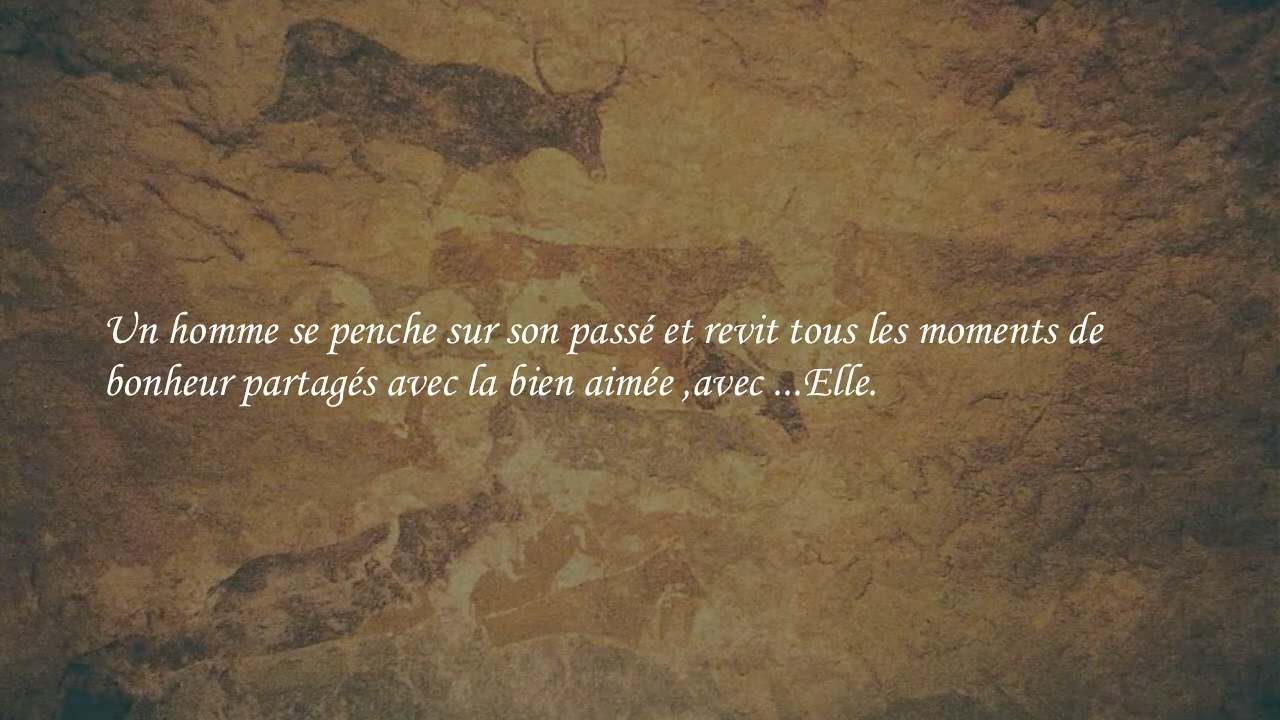 Un homme se penche sur son passé et revit tous les moments de
bonheur partagés avec la bien aimée ,avec ...Elle.